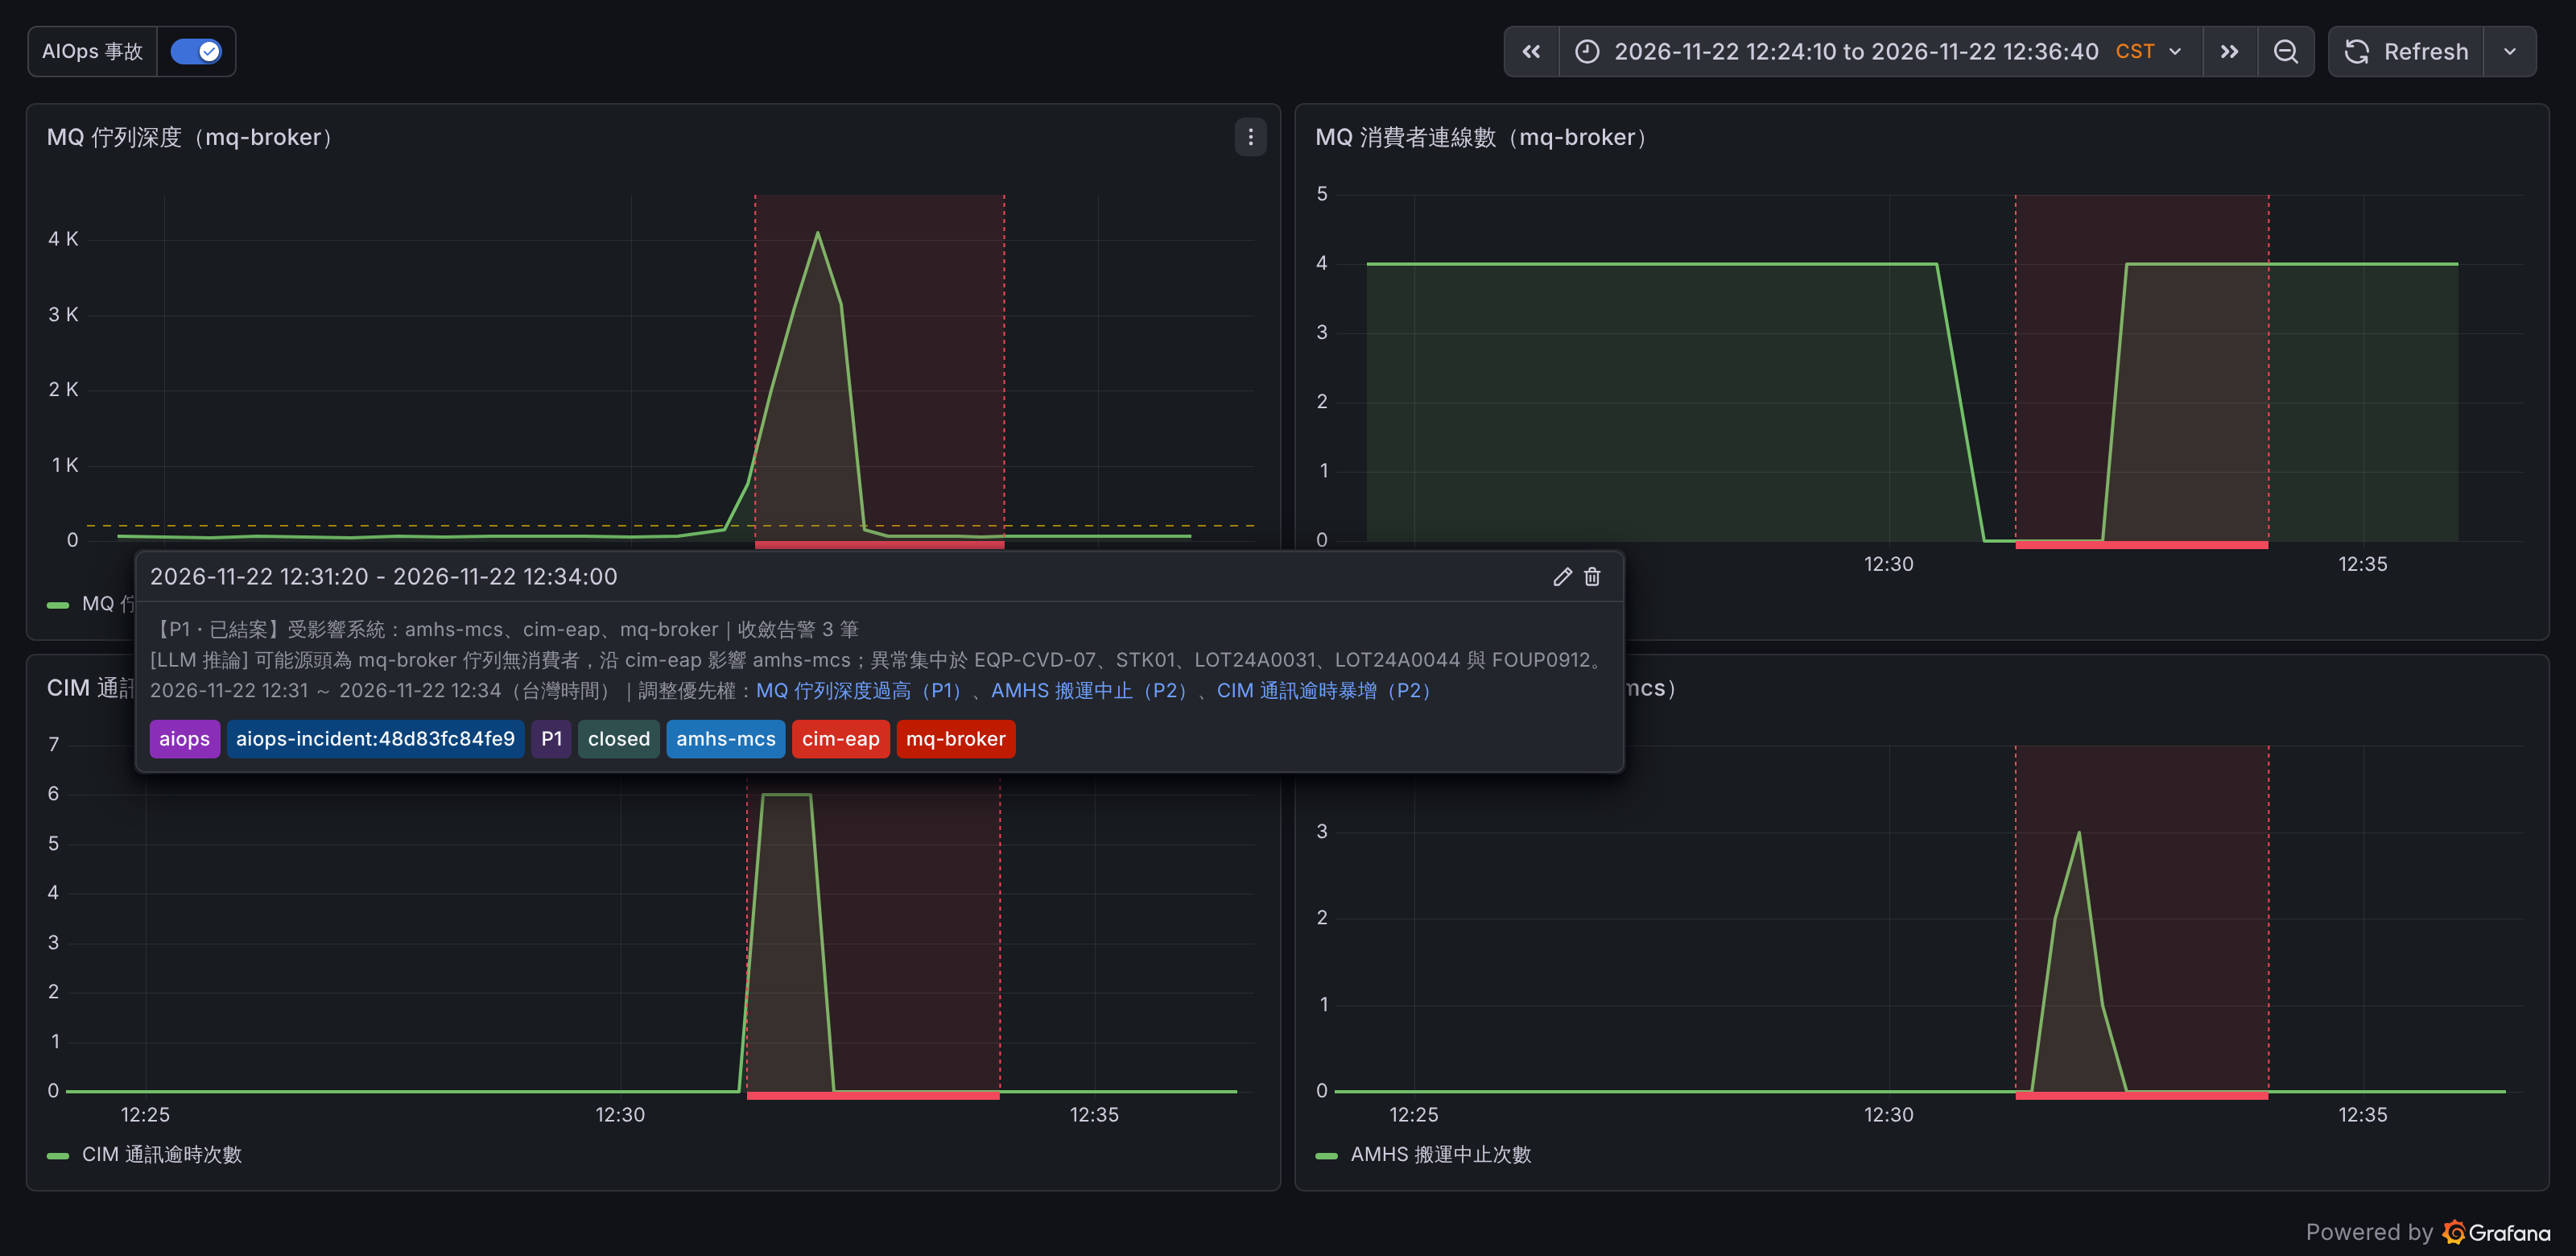 AIOps 事故
2026-11-22 12:24:10 to 2026-11-22 12:36:40 CST
Refresh
MQ 佇列深度（mq-broker）
4 K
3 K
2 K
1 K
0
MQ 佇
MQ 消費者連線數（mq-broker）
5
4
3
2
1
0
12:30
12:35
2026-11-22 12:31:20 - 2026-11-22 12:34:00
【P1・已結案】受影響系統：amhs-mcs、cim-eap、mq-broker｜收斂告警 3 筆
[LLM 推論] 可能源頭為 mq-broker 佇列無消費者，沿 cim-eap 影響 amhs-mcs；異常集中於 EQP-CVD-07、STK01、LOT24A0031、LOT24A0044 與 FOUP0912。
2026-11-22 12:31 ～ 2026-11-22 12:34（台灣時間）｜調整優先權：MQ 佇列深度過高（P1）、AMHS 搬運中止（P2）、CIM 通訊逾時暴增（P2）
aiops aiops-incident:48d83fc84fe9 P1 closed amhs-mcs cim-eap mq-broker
CIM 通訊
7
6
5
4
3
2
1
0
12:25
12:30
12:35
CIM 通訊逾時次數
mcs）
3
2
1
0
12:25
12:30
12:35
AMHS 搬運中止次數
Powered by Grafana